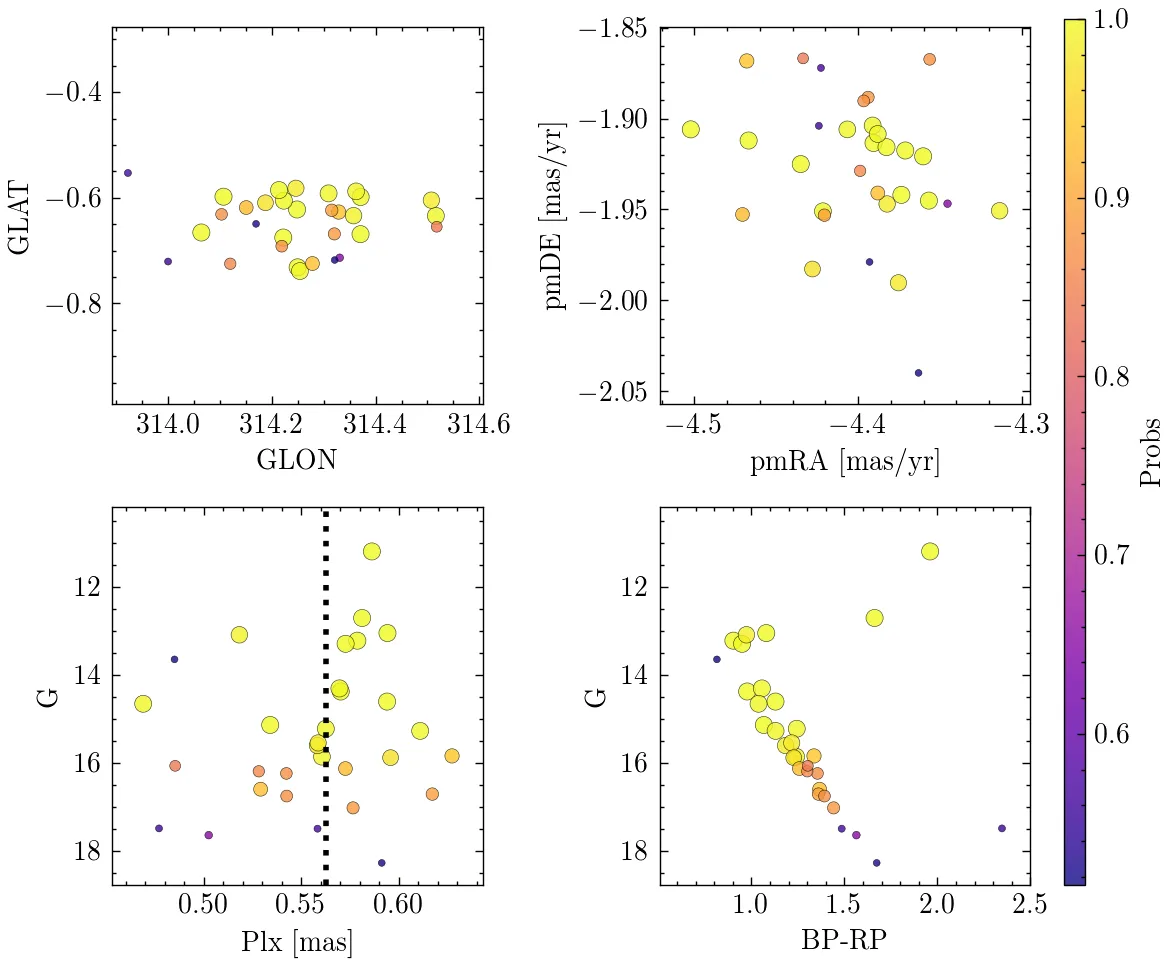 −0.4
−0.6
−0.8
GLAT
314.0 314.2 314.4 314.6
GLON
−1.85
−1.90
−1.95
−2.00
−2.05
pmDE [mas/yr]
−4.5 −4.4 −4.3
pmRA [mas/yr]
12
14
16
18
G
0.50 0.55 0.60
Plx [mas]
12
14
16
18
G
1.0 1.5 2.0 2.5
BP-RP
1.0
0.9
0.8
0.7
0.6
Probs